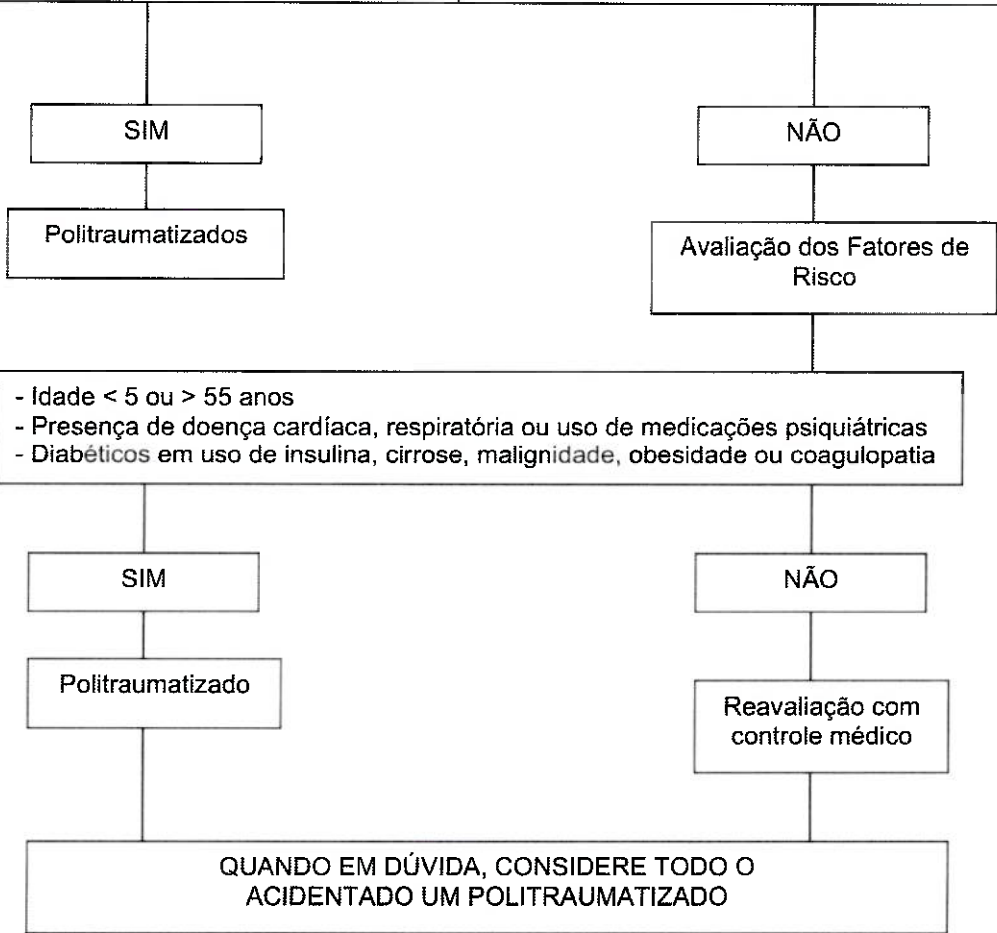 SIM
NÃO
Politraumatizados
Avaliação dos Fatores de
Risco
- Idade < 5 ou > 55 anos
- Presença de doença cardíaca, respiratória ou uso de medicações psiquiátricas
- Diabéticos em uso de insulina, cirrose, malignidade, obesidade ou coagulopatia
SIM
NÃO
Politraumatizado
Reavaliação com
controle médico
QUANDO EM DÚVIDA, CONSIDERE TODO O
ACIDENTADO UM POLITRAUMATIZADO